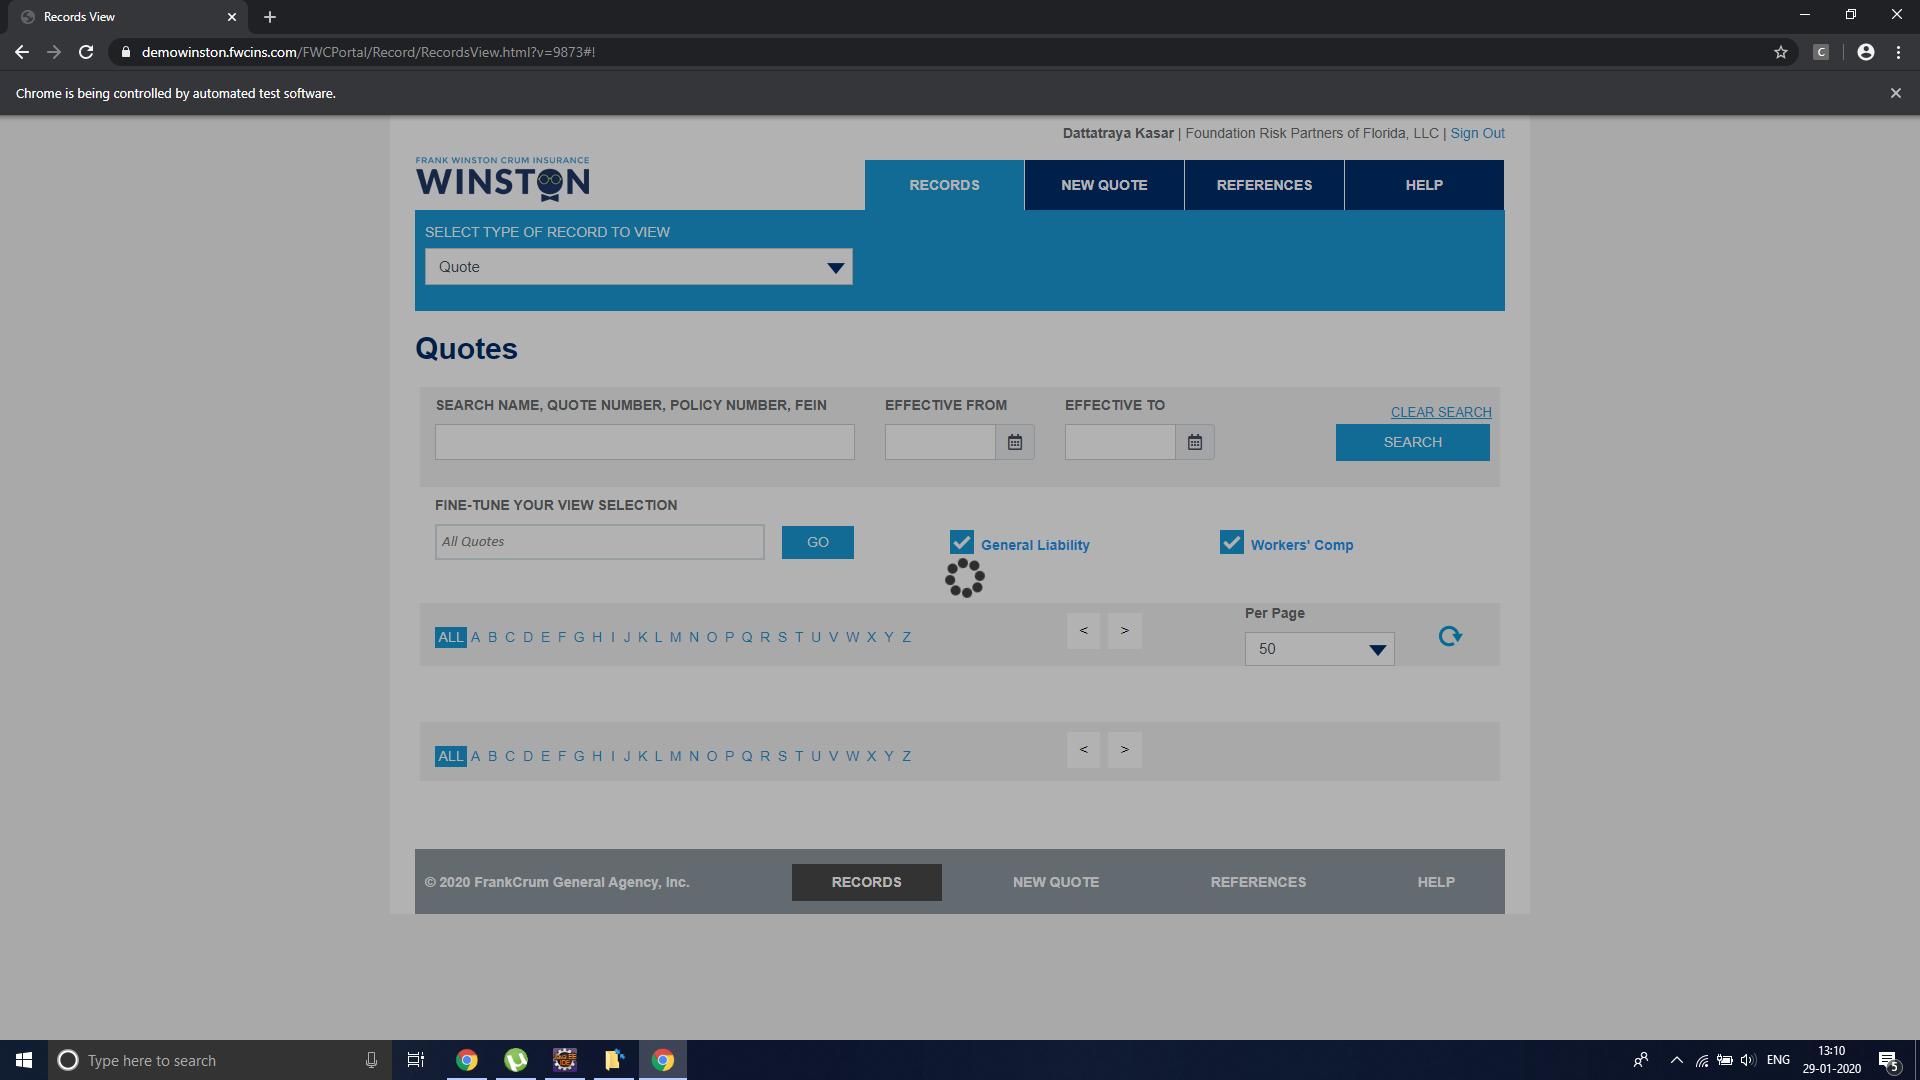 Records View
demowinston.fwcins.com/FWCPortal/Record/RecordsView.html?v=9873#!
C
Chrome is being controlled by automated test software.
Dattatraya Kasar | Foundation Risk Partners of Florida, LLC | Sign Out
FRANK WINSTON CRUM INSURANCE
WINSTON
RECORDS NEW QUOTE REFERENCES HELP
SELECT TYPE OF RECORD TO VIEW
Quote
Quotes
SEARCH NAME, QUOTE NUMBER, POLICY NUMBER, FEIN EFFECTIVE FROM EFFECTIVE TO
CLEAR SEARCH
SEARCH
FINE-TUNE YOUR VIEW SELECTION
All Quotes GO General Liability Workers' Comp
Per Page
ALL A B C D E F G H I J K L M N O P Q R S T U V W X Y Z < >
50
ALL A B C D E F G H I J K L M N O P Q R S T U V W X Y Z < >
© 2020 FrankCrum General Agency, Inc. RECORDS NEW QUOTE REFERENCES HELP
Type here to search
ENG
13:10
29-01-2020
5